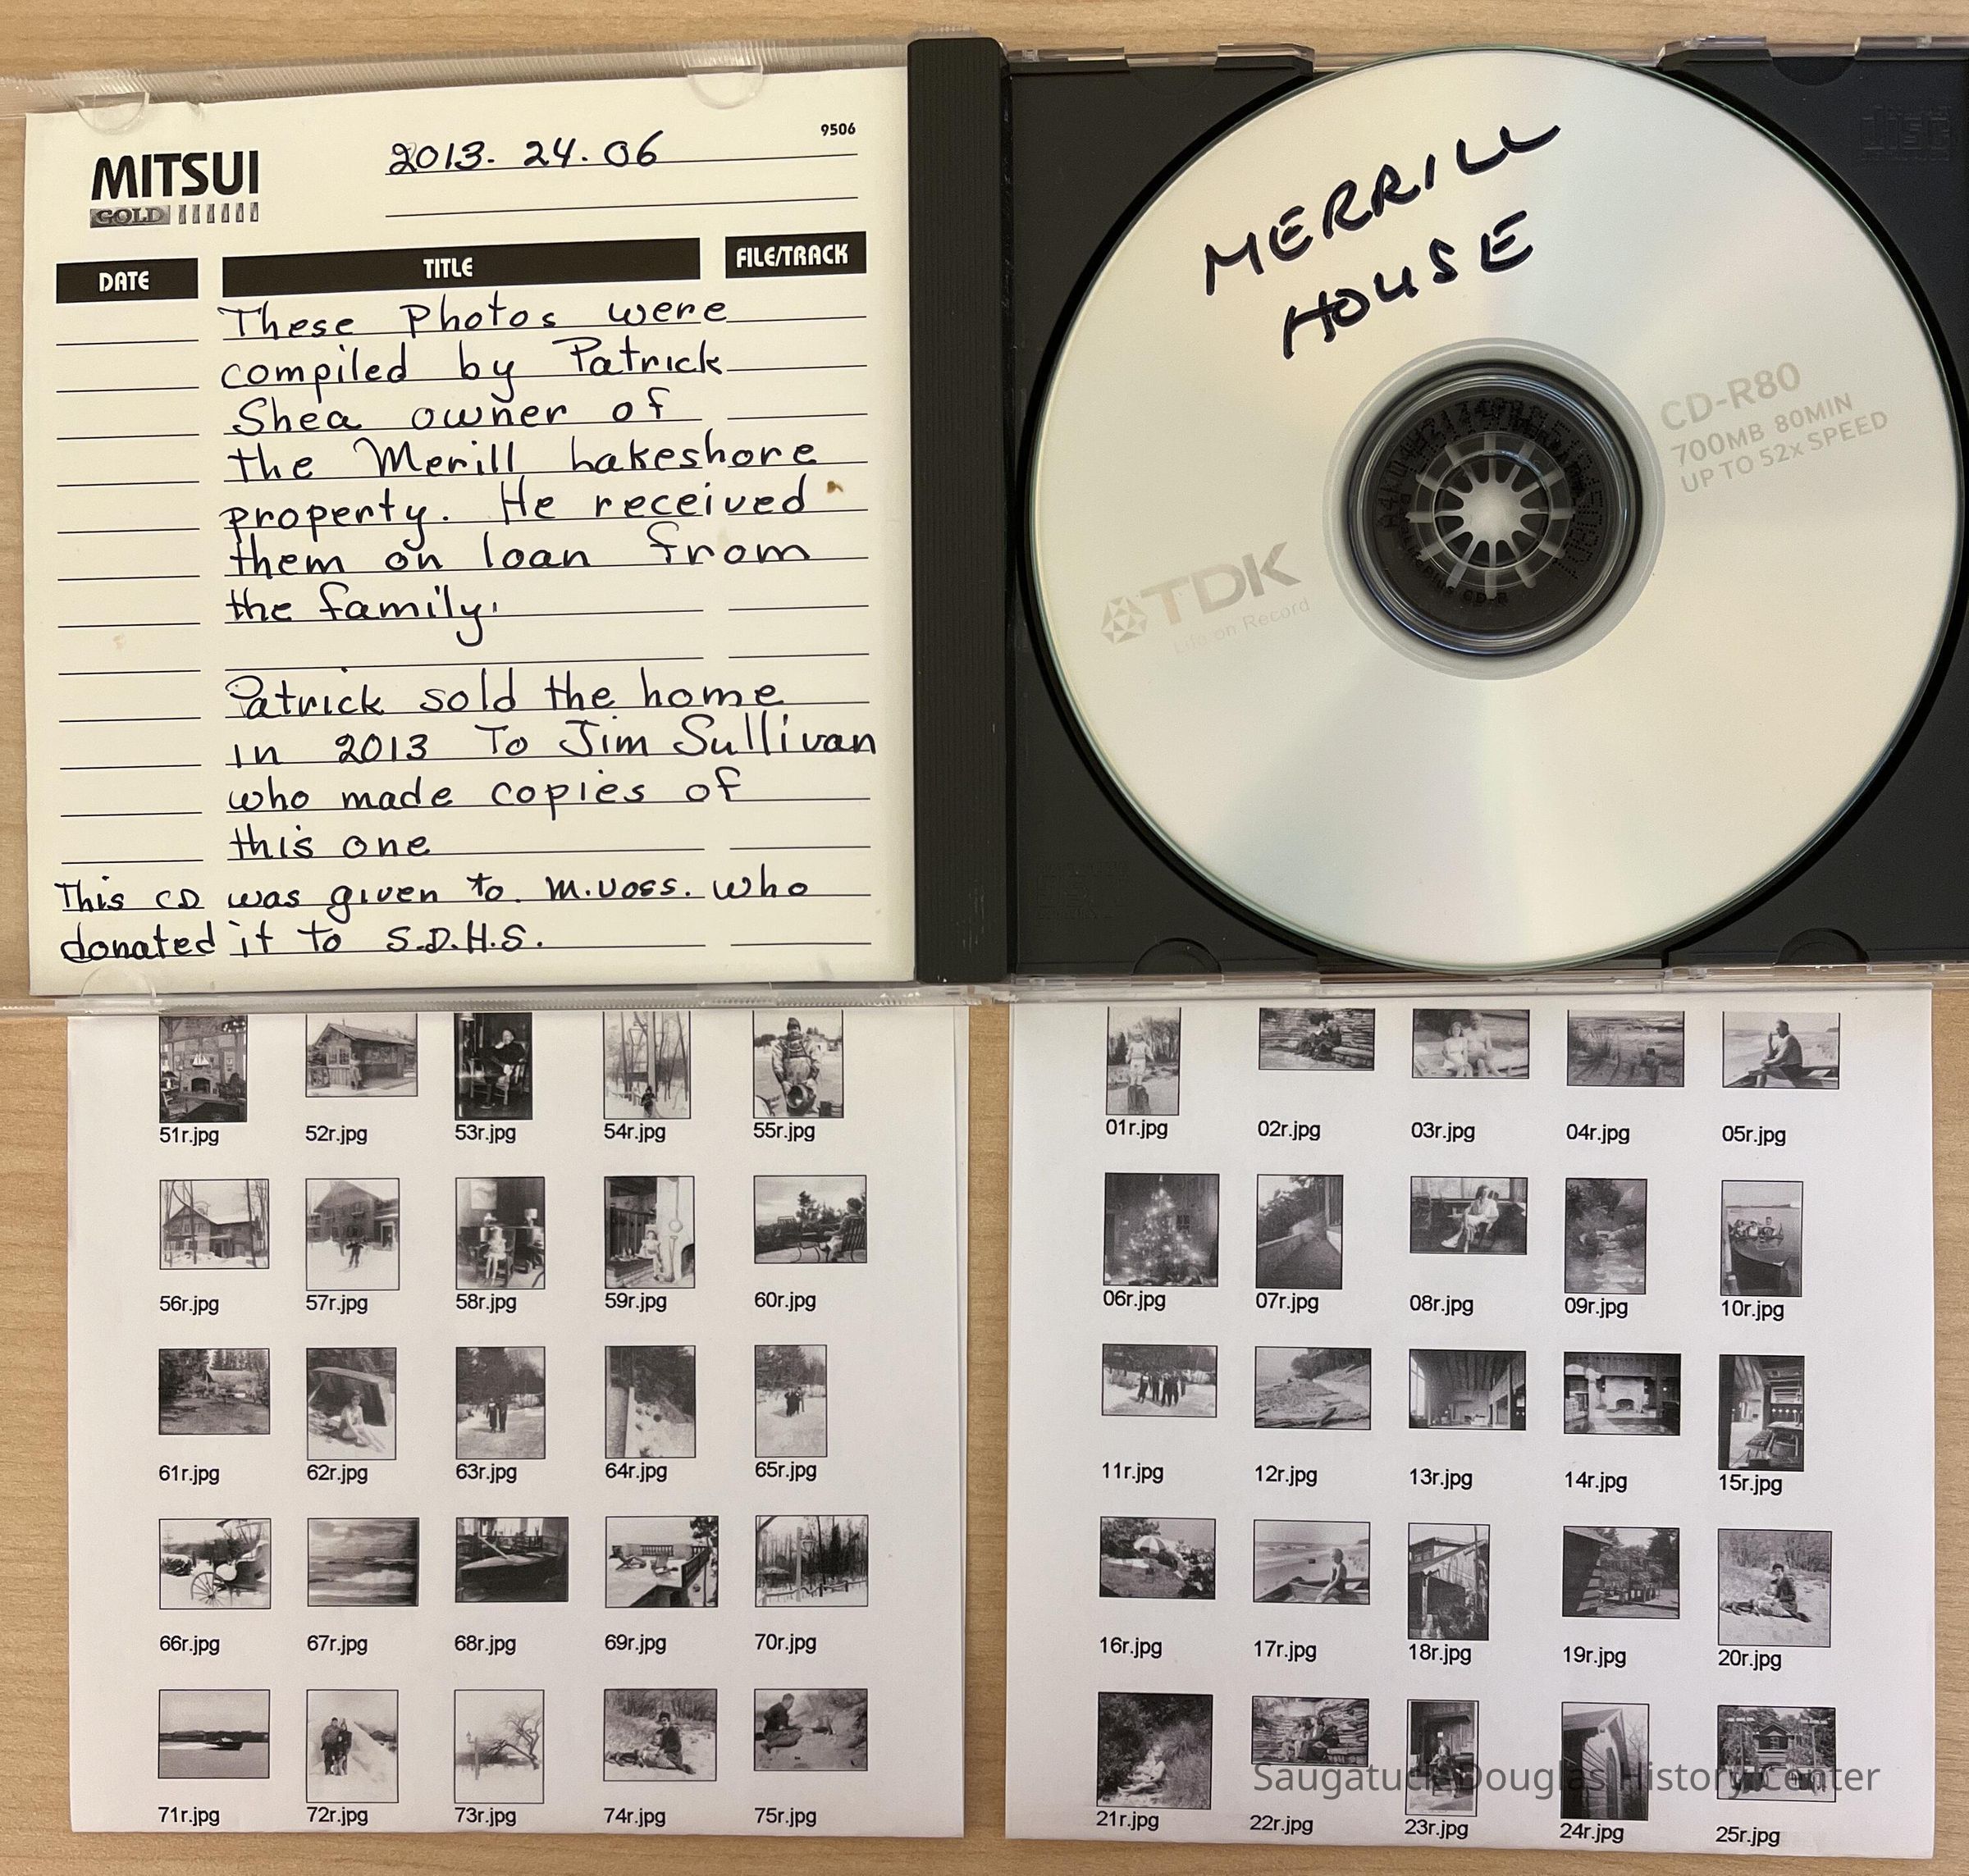 MITSUI
GOLD
2013. 24. 06
9506
DATE TITLE FILE/TRACK
These Photos were
compiled by Patrick
Shea owner of
the Merill Lakeshore
property. He received
them on loan from
the family.
Patrick sold the home
in 2013 To Jim Sullivan
who made copies of
this one
This CD was given to M. Voss. who
donated it to S.D.H.S.
MERRILL
HOUSE
CD-R80
700MB 80MIN
UP TO 52x SPEED
TDK
Life on Record
51r.jpg 52r.jpg 53r.jpg 54r.jpg 55r.jpg
56r.jpg 57r.jpg 58r.jpg 59r.jpg 60r.jpg
61r.jpg 62r.jpg 63r.jpg 64r.jpg 65r.jpg
66r.jpg 67r.jpg 68r.jpg 69r.jpg 70r.jpg
71r.jpg 72r.jpg 73r.jpg 74r.jpg 75r.jpg
01r.jpg 02r.jpg 03r.jpg 04r.jpg 05r.jpg
06r.jpg 07r.jpg 08r.jpg 09r.jpg 10r.jpg
11r.jpg 12r.jpg 13r.jpg 14r.jpg 15r.jpg
16r.jpg 17r.jpg 18r.jpg 19r.jpg 20r.jpg
21r.jpg 22r.jpg 23r.jpg 24r.jpg 25r.jpg
Saugatuck Douglas History Center